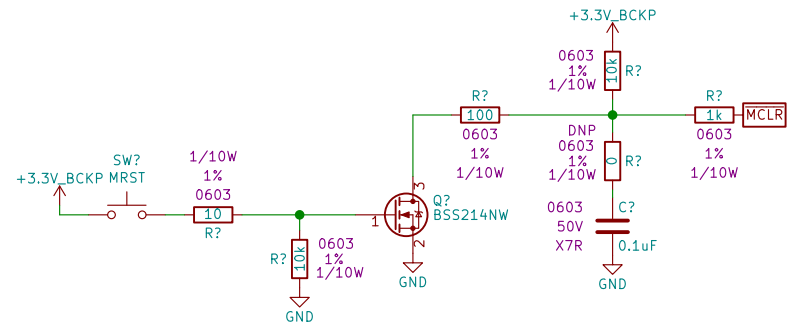 +3.3V_BCKP
0603
1%
1/10W
10k
R?
R?
100
0603
1%
1/10W
R?
1k
0603
1%
1/10W
MCLR
DNP
0603
1%
1/10W
0
R?
0603
50V
X7R
C?
0.1uF
GND
+3.3V_BCKP
SW?
MRST
1/10W
1%
0603
10
R?
R?
10k
0603
1%
1/10W
GND
1
3
2
Q?
BSS214NW
GND